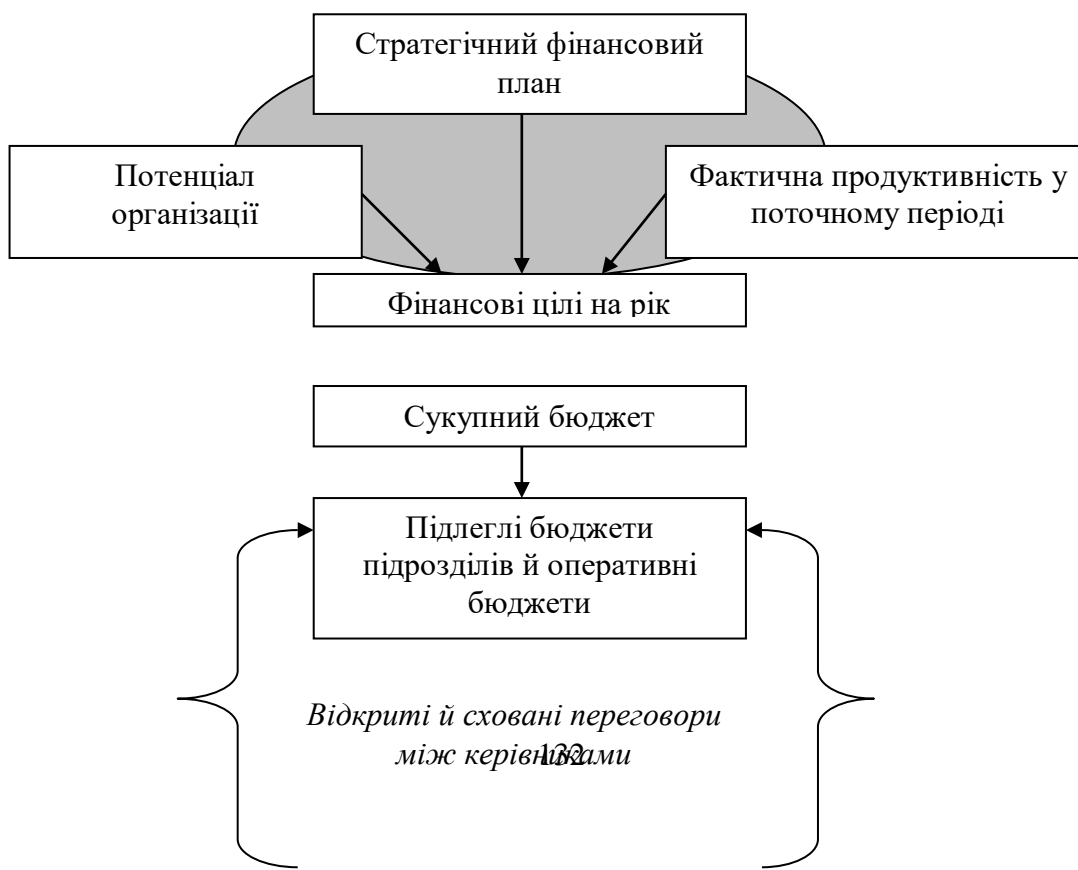 Стратегічний фінансовий
план
Потенціал
організації
Фактична продуктивність у
поточному періоді
Фінансові цілі на рік
Сукупний бюджет
Підлеглі бюджети
підрозділів й оперативні
бюджети
Відкриті й сховані переговори
між керівниками
132